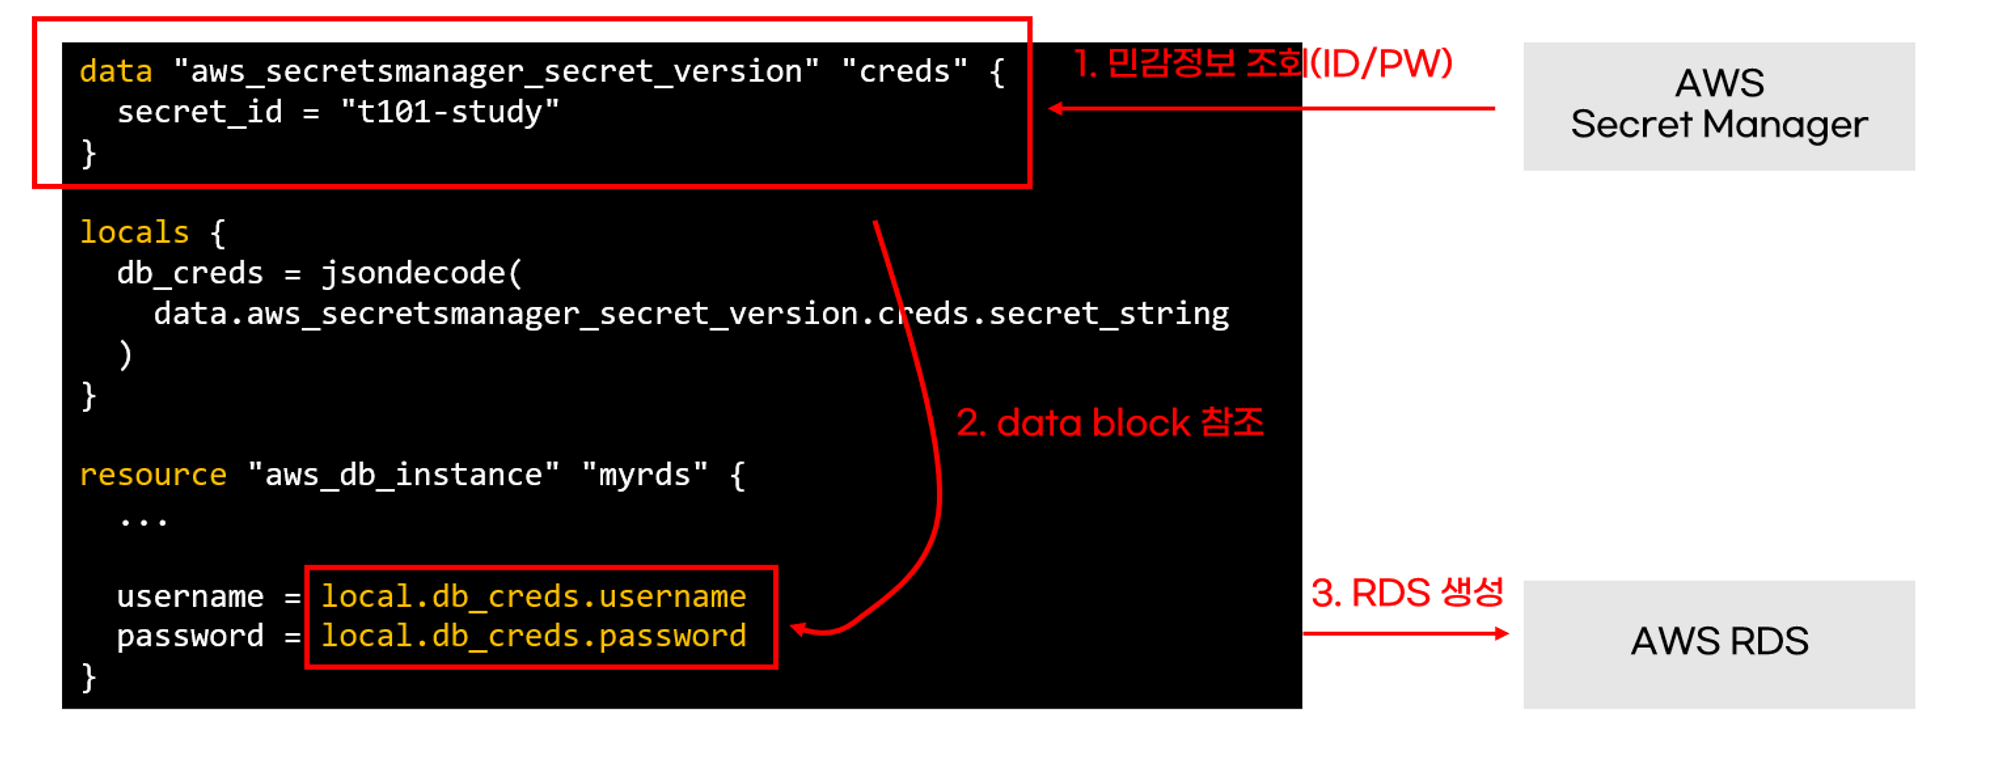 data "aws_secretsmanager_secret_version" "creds" {
  secret_id = "t101-study"
}
locals {
  db_creds = jsondecode(
    data.aws_secretsmanager_secret_version.creds.secret_string
  )
}
resource "aws_db_instance" "myrds" {
  ...
  username = local.db_creds.username
  password = local.db_creds.password
}
1. 민감정보 조회(ID/PW)
AWS
Secret Manager
2. data block 참조
3. RDS 생성
AWS RDS